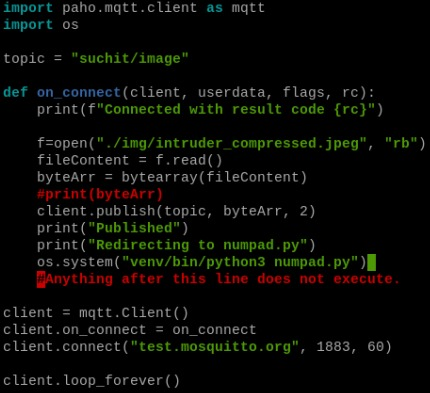 import paho.mqtt.client as mqtt
import os

topic = "suchit/image"

def on_connect(client, userdata, flags, rc):
    print(f"Connected with result code {rc}")

    f=open("./img/intruder_compressed.jpeg", "rb")
    fileContent = f.read()
    byteArr = bytearray(fileContent)
    #print(byteArr)
    client.publish(topic, byteArr, 2)
    print("Published")
    print("Redirecting to numpad.py")
    os.system("venv/bin/python3 numpad.py")
    #Anything after this line does not execute.

client = mqtt.Client()
client.on_connect = on_connect
client.connect("test.mosquitto.org", 1883, 60)

client.loop_forever()